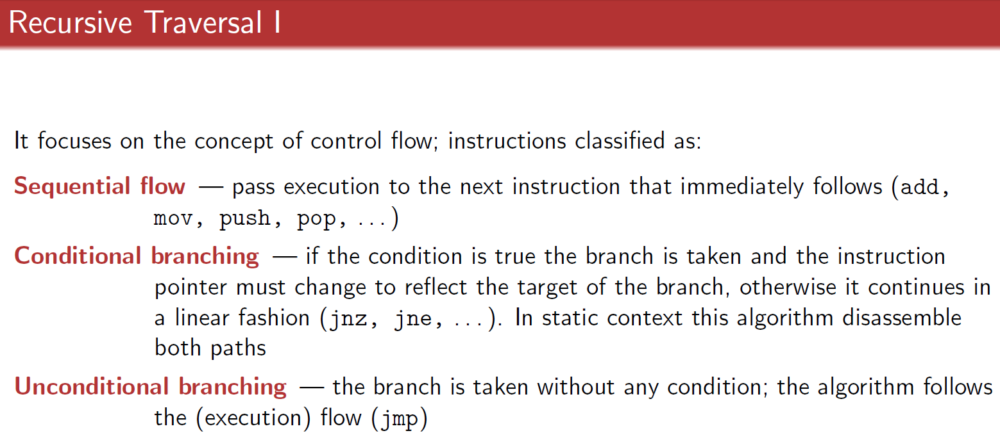 Recursive Traversal I
It focuses on the concept of control flow; instructions classified as:
Sequential flow — pass execution to the next instruction that immediately follows (add,
mov, push, pop, ...)
Conditional branching — if the condition is true the branch is taken and the instruction
pointer must change to reflect the target of the branch, otherwise it continues in
a linear fashion (jnz, jne, ...). In static context this algorithm disassemble
both paths
Unconditional branching — the branch is taken without any condition; the algorithm follows
the (execution) flow (jmp)